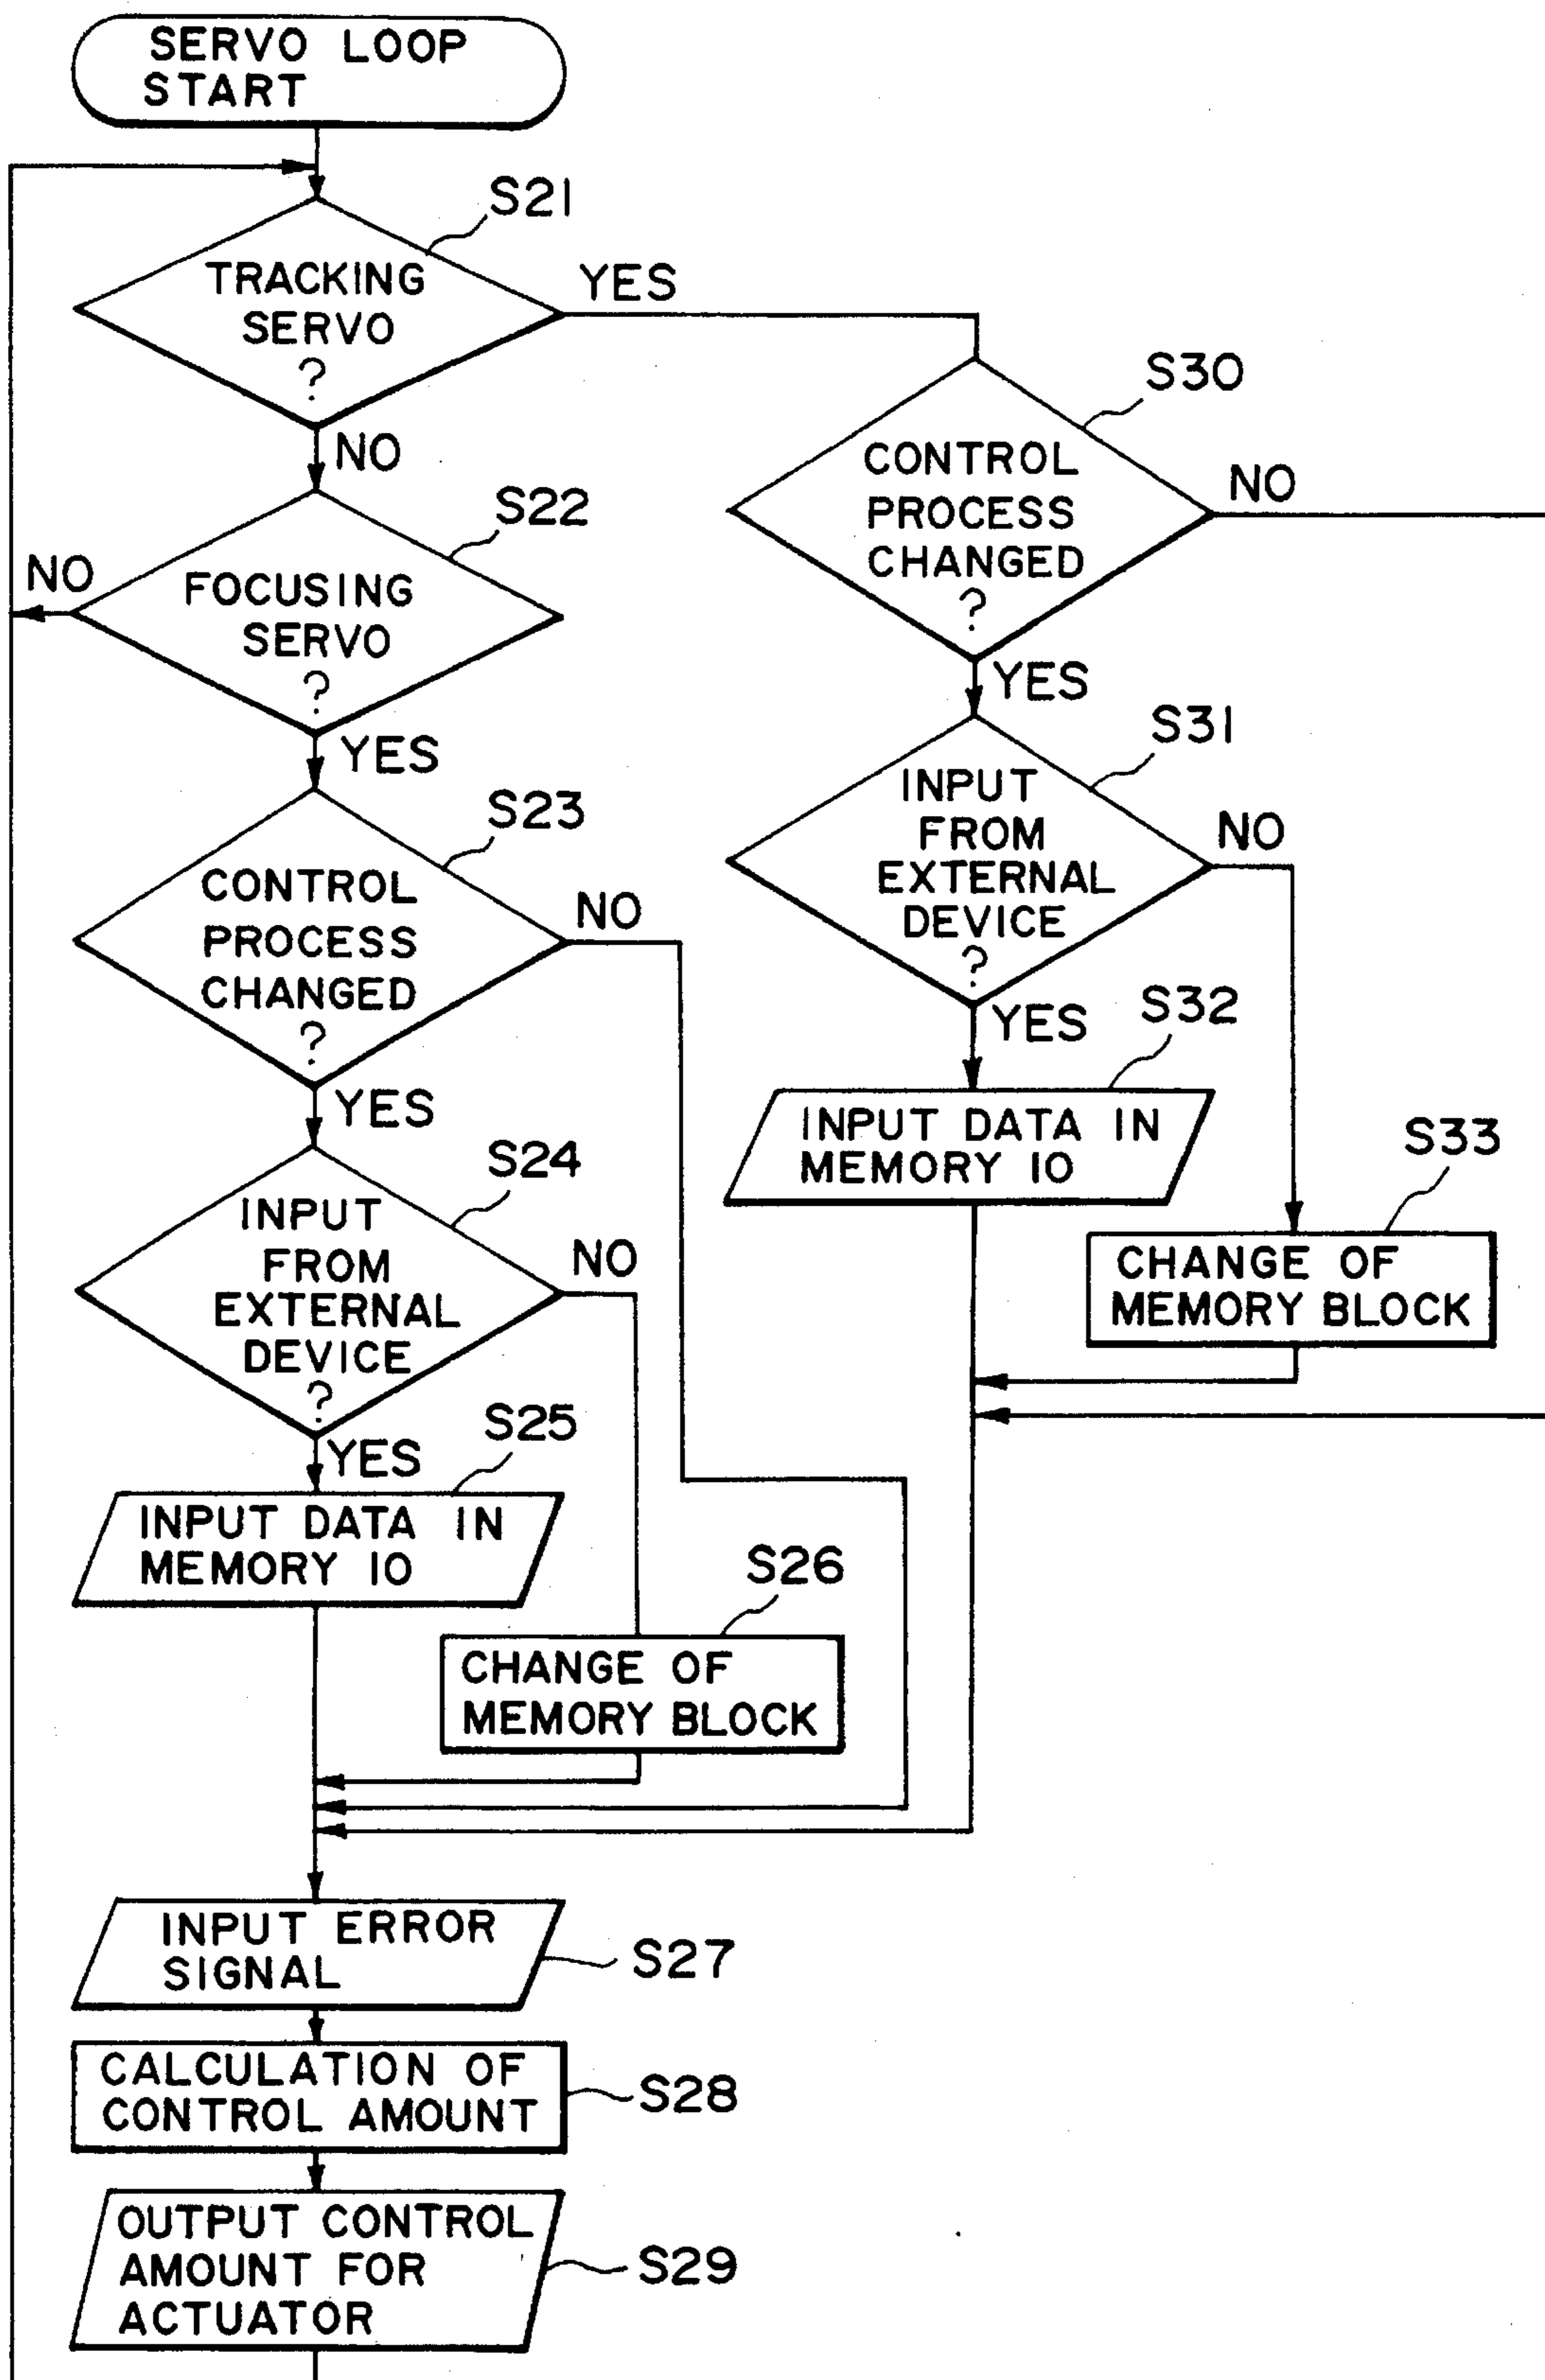 SERVO LOOP
START
S21
TRACKING
SERVO
?
YES
NO
S30
CONTROL
PROCESS
CHANGED
?
NO
YES
S22
FOCUSING
SERVO
?
NO
YES
S31
INPUT
FROM
EXTERNAL
DEVICE
?
NO
YES
S23
CONTROL
PROCESS
CHANGED
?
NO
YES
S32
INPUT DATA IN
MEMORY 10
S33
CHANGE OF
MEMORY BLOCK
S24
INPUT
FROM
EXTERNAL
DEVICE
?
NO
YES
S25
INPUT DATA IN
MEMORY 10
S26
CHANGE OF
MEMORY BLOCK
INPUT ERROR
SIGNAL
S27
CALCULATION OF
CONTROL AMOUNT
S28
OUTPUT CONTROL
AMOUNT FOR
ACTUATOR
S29